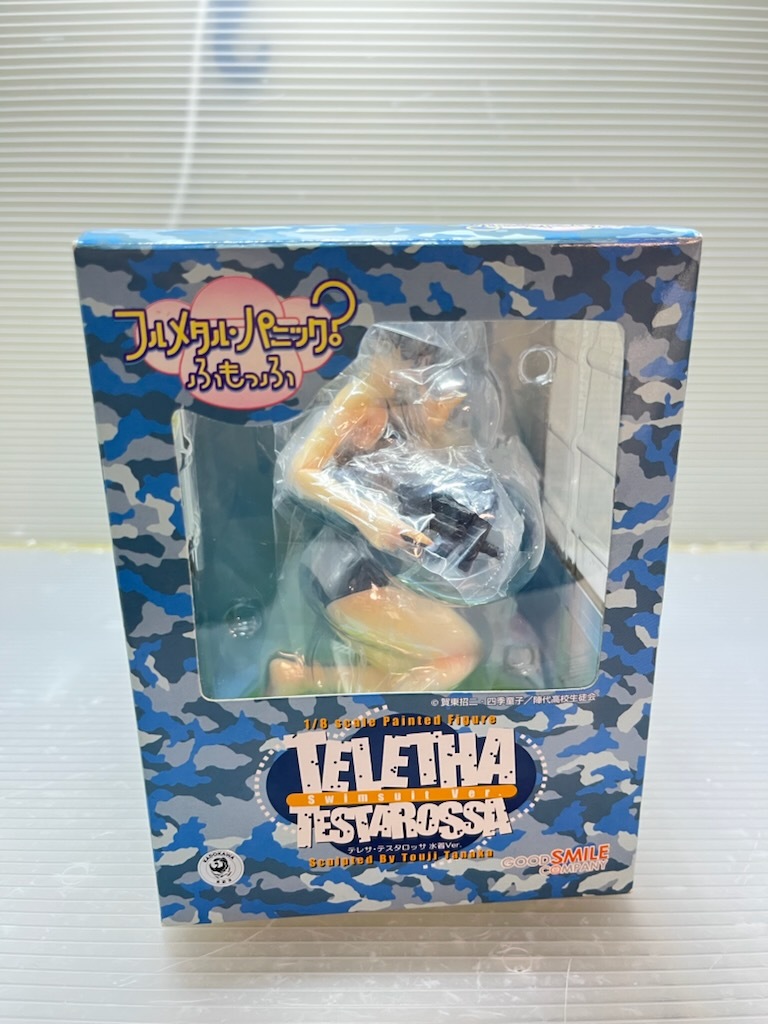 フルメタル・パニック?
ふもっふ
© 賀東招二・四季童子／陣代高校生徒会
1/8 scale Painted Figure
TELETHA
Swimsuit Ver.
TESTAROSSA
テレサ・テスタロッサ 水着Ver.
Sculpted By Touji Tanaka
KADOKAWA
GOOD SMILE
COMPANY